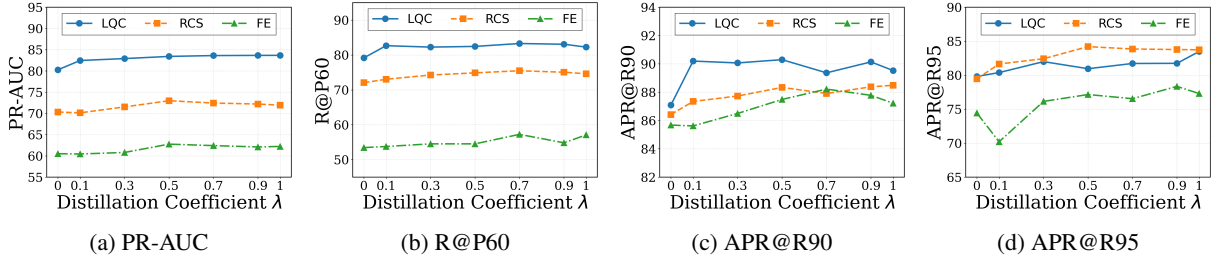 LQC RCS FE
PR-AUC
95
90
85
80
75
70
65
60
55
0 0.1 0.3 0.5 0.7 0.9 1
Distillation Coefficient λ
(a) PR-AUC
LQC RCS FE
R@P60
90
80
70
60
50
0 0.1 0.3 0.5 0.7 0.9 1
Distillation Coefficient λ
(b) R@P60
LQC RCS FE
APR@R90
94
92
90
88
86
84
82
0 0.1 0.3 0.5 0.7 0.9 1
Distillation Coefficient λ
(c) APR@R90
LQC RCS FE
APR@R95
90
85
80
75
70
65
0 0.1 0.3 0.5 0.7 0.9 1
Distillation Coefficient λ
(d) APR@R95